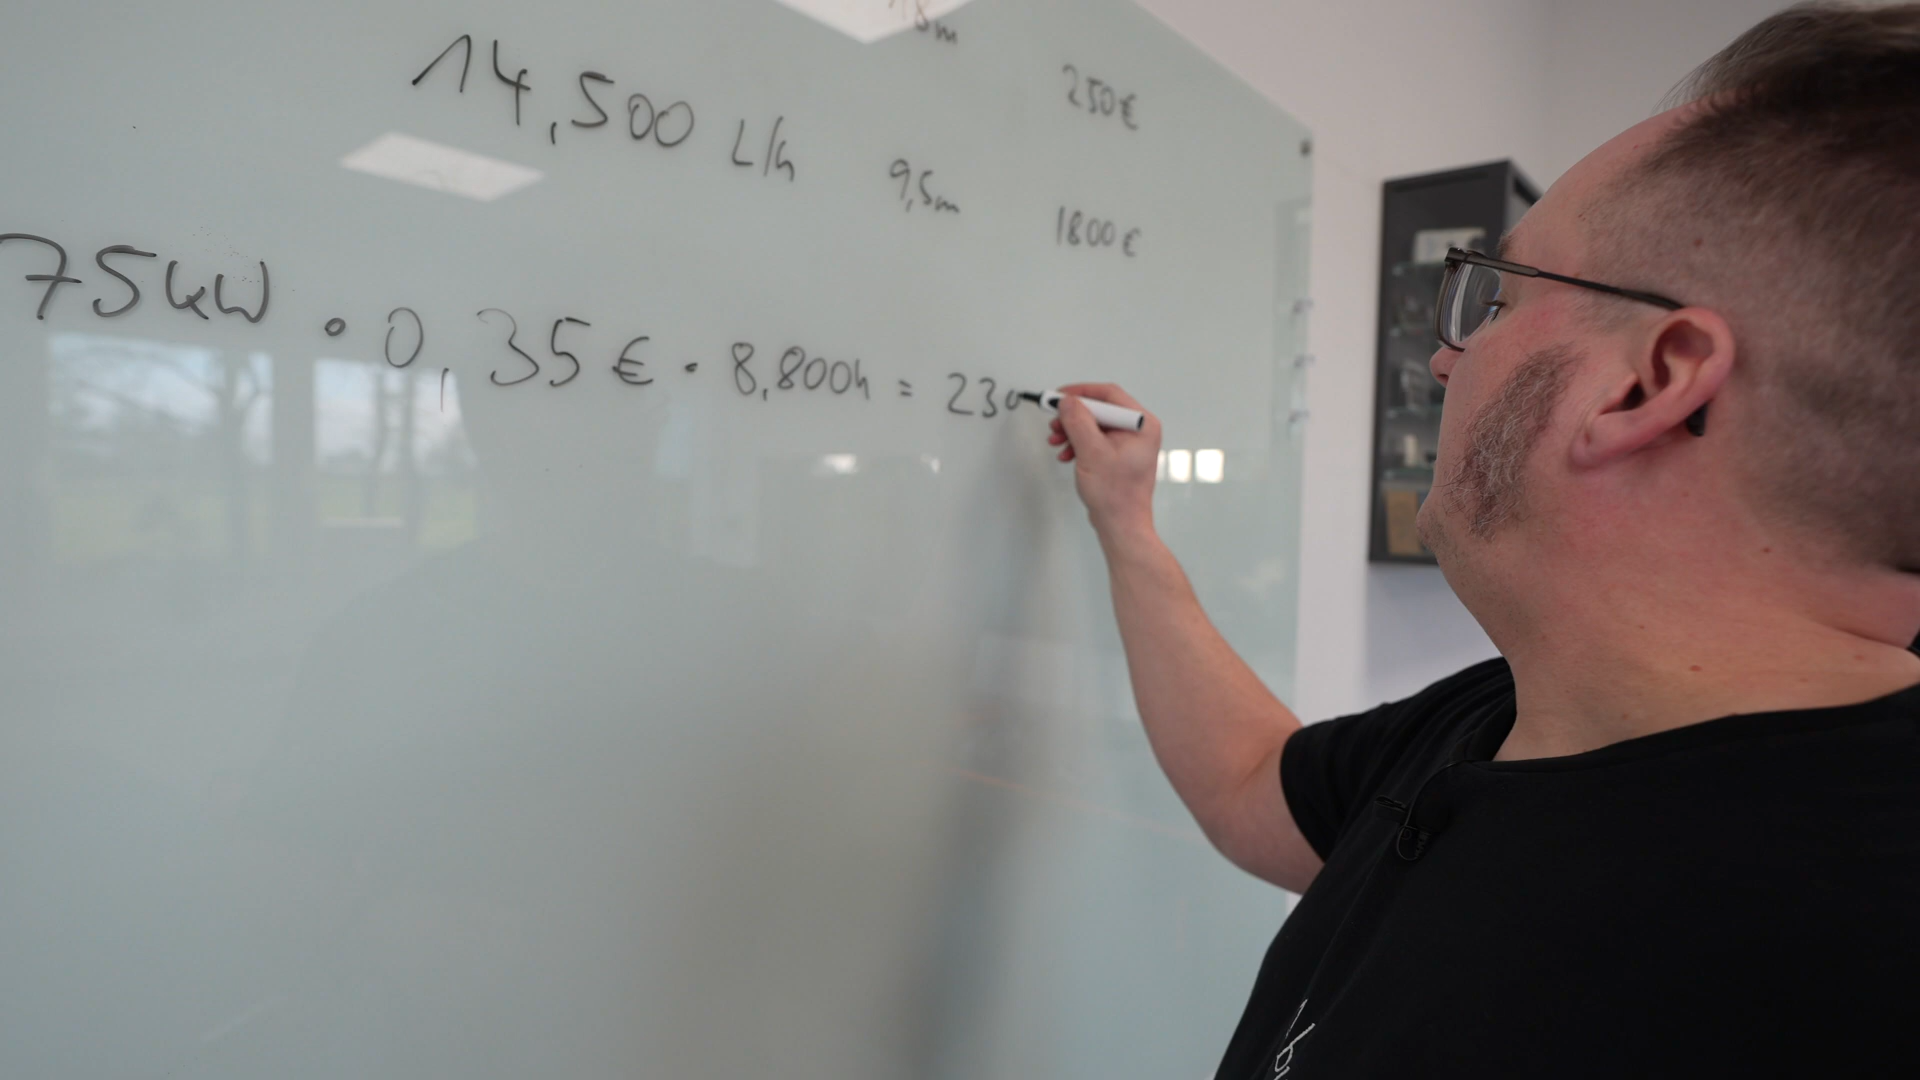 14,500 L/h
250€
9,5m
1800€
75kW • 0,35€ • 8,800h = 230